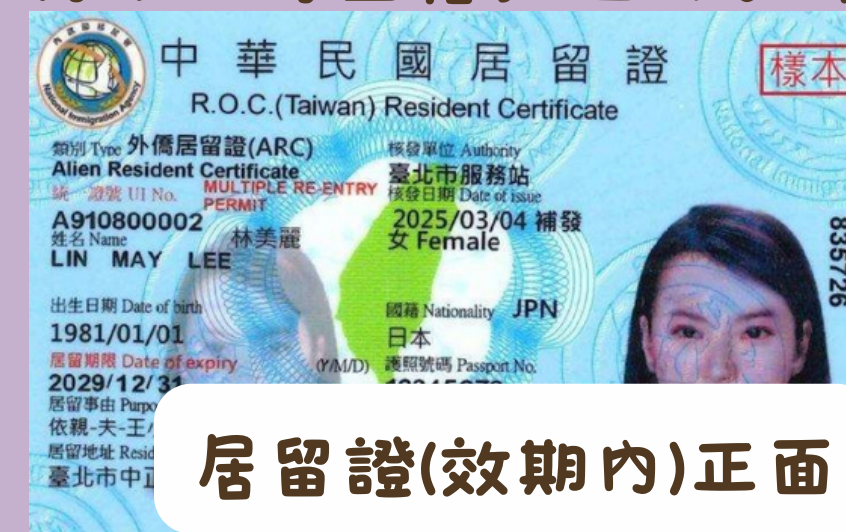 中華民國居留證
樣本
R.O.C.(Taiwan) Resident Certificate
National Immigration Agency
類別 Type 外僑居留證(ARC)
Alien Resident Certificate
核發單位 Authority
臺北市服務站
統一證號 UI No.
MULTIPLE RE-ENTRY
PERMIT
核發日期 Date of issue
A910800002
2025/03/04 補發
姓名 Name
林美麗
女 Female
LIN MAY LEE
835726
出生日期 Date of birth
國籍 Nationality JPN
1981/01/01
日本
居留期限 Date of expiry
(Y/M/D)
護照號碼 Passport No.
2029/12/31
居留事由
依親-夫-王
居留地址
臺北市中正
居留證(效期內)正面